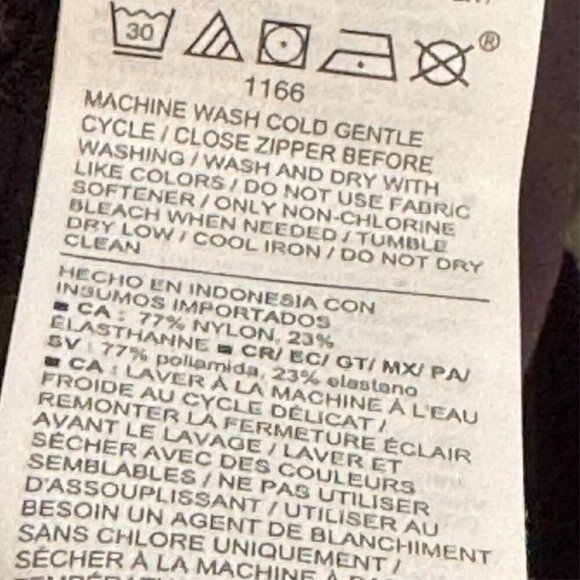 30
®
1166
MACHINE WASH COLD GENTLE
CYCLE / CLOSE ZIPPER BEFORE
WASHING / WASH AND DRY WITH
LIKE COLORS / DO NOT USE FABRIC
SOFTENER / ONLY NON-CHLORINE
BLEACH WHEN NEEDED / TUMBLE
DRY LOW / COOL IRON / DO NOT DRY
CLEAN
HECHO EN INDONESIA CON
INSUMOS IMPORTADOS
■ CA : 77% NYLON, 23%
ÉLASTHANNE ■ CR/ EC/ GT/ MX/ PA/
SV : 77% poliamida, 23% elastano
■ CA : LAVER À LA MACHINE À L'EAU
FROIDE AU CYCLE DÉLICAT /
REMONTER LA FERMETURE ÉCLAIR
AVANT LE LAVAGE / LAVER ET
SÉCHER AVEC DES COULEURS
SEMBLABLES / NE PAS UTILISER
D'ASSOUPLISSANT / UTILISER AU
BESOIN UN AGENT DE BLANCHIMENT
SANS CHLORE UNIQUEMENT /
SÉCHER À LA MACHINE À